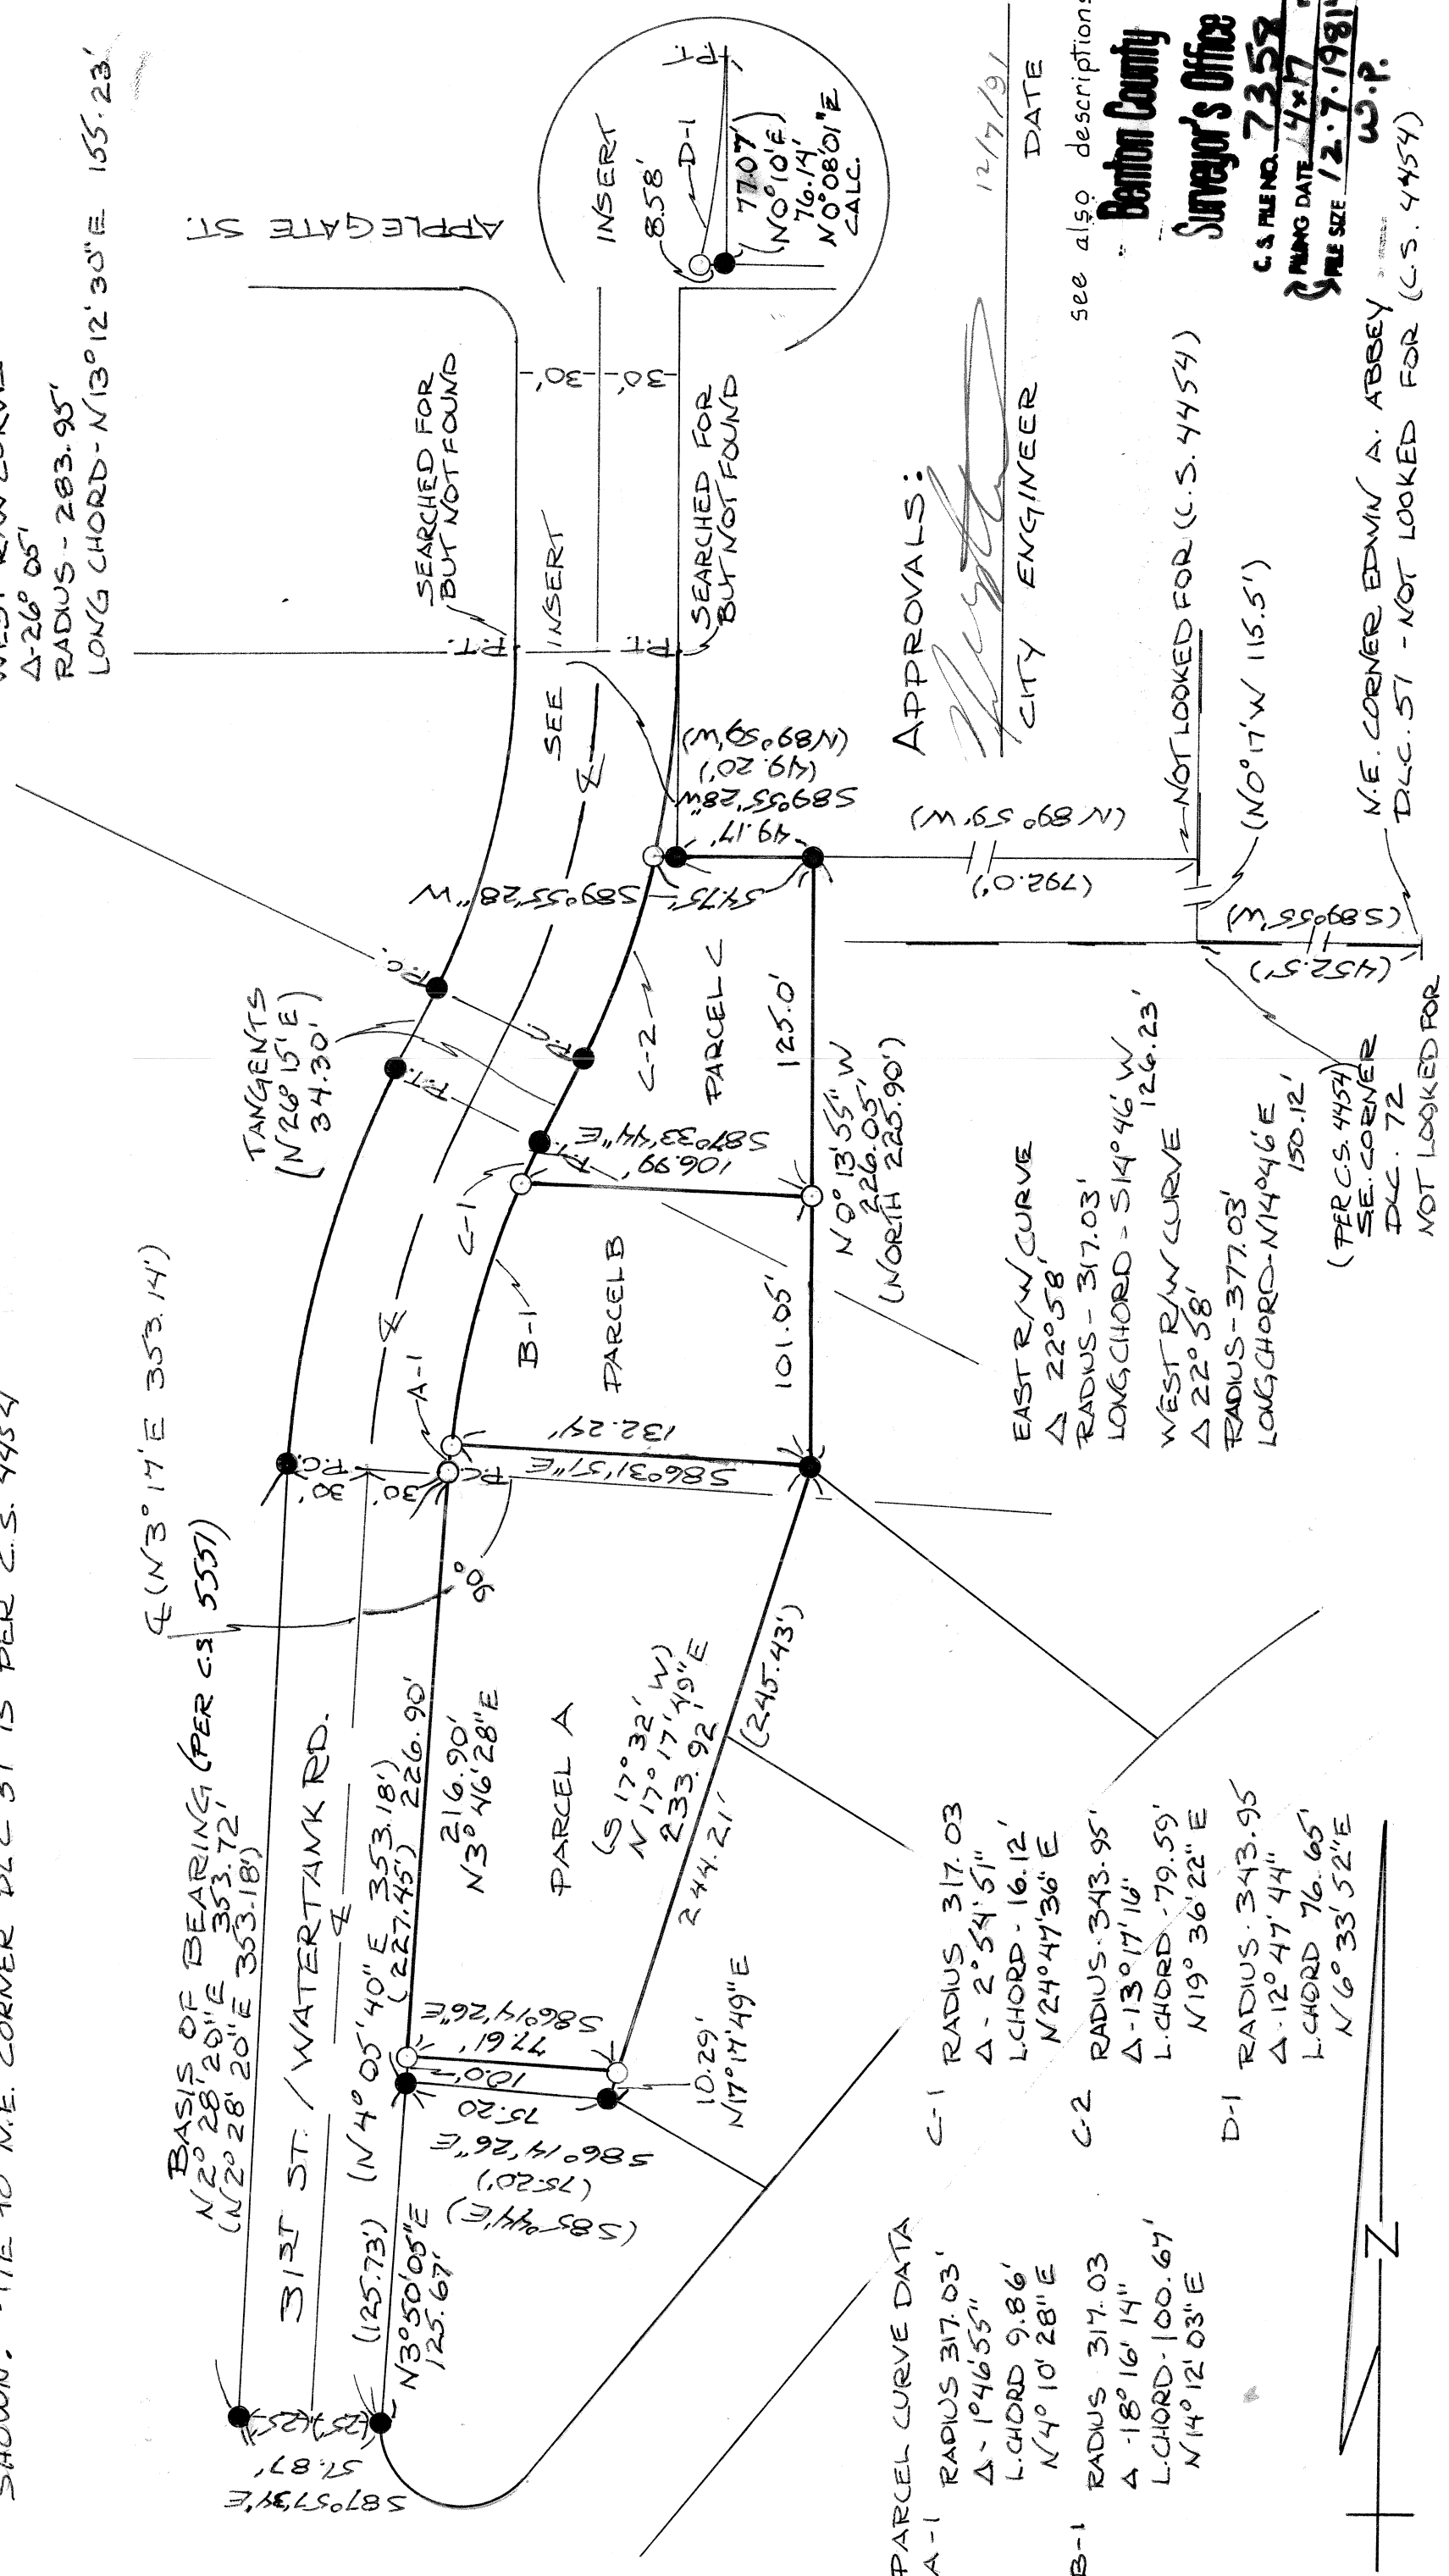 SHOWN. TIE TO N.E. CORNER DLC 51 IS PER C.S. 4454
Δ-26° 05'
RADIUS - 283.95'
LONG CHORD - N13°12'30"E 155.23'
APPLEGATE ST.
INSERT
8.58'
D-1
P.T.
77.07'
(N0°10'E)
76.14'
N0°08'01"E
CALC.
SEARCHED FOR
BUT NOT FOUND
30'
30'
SEARCHED FOR
BUT NOT FOUND
SEE INSERT
P.T.
P.T.
℄
(N89°59'W)
(49.20')
S89°55'28"W
49.17'
54.75'
S89°55'28"W
APPROVALS:
12/7/81
CITY ENGINEER
DATE
see also descriptions
Benton County
Surveyor's Office
C. S. FILE NO. 7358
FILING DATE 14x17
FILE SIZE 12.7.1981
W.P.
(N89°59'W)
(792.0')
NOT LOOKED FOR (C.S. 4454)
(N0°17'W 115.5')
N.E. CORNER EDWIN A. ABBEY
D.L.C. 51 - NOT LOOKED FOR (C.S. 4454)
(S89°55'W)
(452.5')
(PER C.S. 4454)
S.E. CORNER
DLC. 72
NOT LOOKED FOR
P.C.
P.C.
P.T.
P.T.
TANGENTS
(N26°15'E)
34.30'
C-2
PARCEL C
125.0'
S87°33'44"E
106.99'
C-1
N0°13'55"W
226.05'
(NORTH 225.90')
PARCEL B
B-1
101.05'
A-1
132.24'
S86°31'51"E
EAST R/W CURVE
Δ 22°58'
RADIUS - 317.03'
LONG CHORD - S14°46'W
126.23'
WEST R/W CURVE
Δ 22°58'
RADIUS - 377.03'
LONG CHORD - N14°46'E
150.12'
℄ (N3°17'E 353.14')
℄
P.C.
30'
30'
P.C.
90°
BASIS OF BEARING (PER C.S. 5551)
N2°28'20"E 353.72'
(N2°28'20"E 353.18')
31ST ST. / WATERTANK RD.
℄
(N4°05'40"E 353.18')
(227.45') 226.90'
216.90'
N3°46'28"E
PARCEL A
(S17°32'W)
N17°17'49"E
233.92'
244.21'
(245.43')
S86°14'26"E
77.61'
10.0'
75.20
S86°14'26"E
(75.20')
(S85°44'E)
10.29'
N17°17'49"E
(125.73')
N3°50'05"E
125.67'
(25')
(25')
51.87'
S87°57'34"E
PARCEL CURVE DATA
A-1 RADIUS 317.03'
Δ - 1°46'55"
L.CHORD 9.86'
N4°10'28"E
B-1 RADIUS 317.03
Δ - 18°16'14"
L.CHORD - 100.67'
N14°12'03"E
C-1 RADIUS 317.03
Δ - 2°54'51"
L.CHORD - 16.12'
N24°47'36"E
C-2 RADIUS 343.95'
Δ - 13°17'16"
L.CHORD - 79.59'
N19°36'22"E
D-1 RADIUS 343.95
Δ - 12°47'44"
L.CHORD 76.65'
N6°33'52"E
N